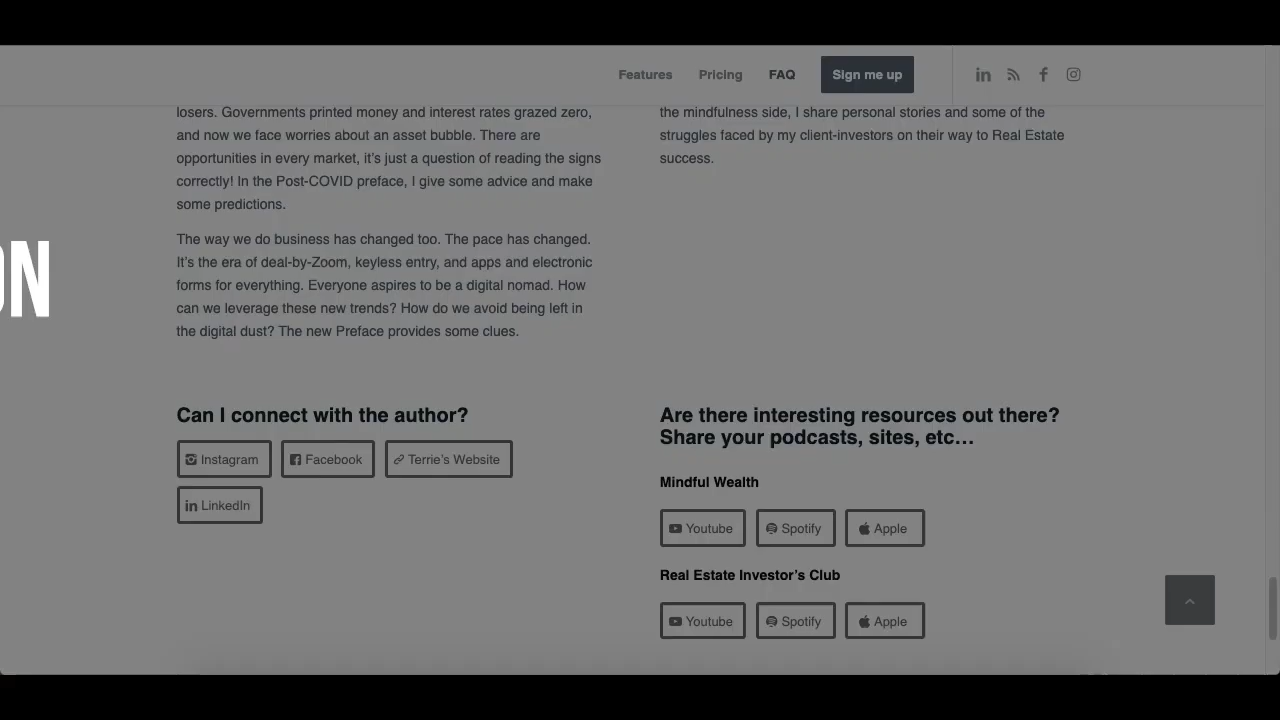 Features
Pricing
FAQ
Sign me up
losers. Governments printed money and interest rates grazed zero,
and now we face worries about an asset bubble. There are
opportunities in every market, it’s just a question of reading the signs
correctly! In the Post-COVID preface, I give some advice and make
some predictions.
The way we do business has changed too. The pace has changed.
It’s the era of deal-by-Zoom, keyless entry, and apps and electronic
forms for everything. Everyone aspires to be a digital nomad. How
can we leverage these new trends? How do we avoid being left in
the digital dust? The new Preface provides some clues.
the mindfulness side, I share personal stories and some of the
struggles faced by my client-investors on their way to Real Estate
success.
Can I connect with the author?
Instagram
Facebook
Terrie’s Website
LinkedIn
Are there interesting resources out there?
Share your podcasts, sites, etc…
Mindful Wealth
Youtube
Spotify
Apple
Real Estate Investor’s Club
Youtube
Spotify
Apple